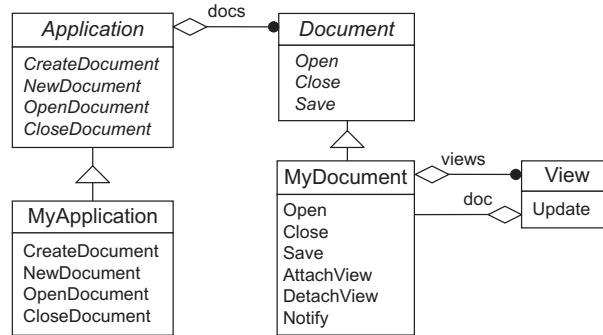 Application
CreateDocument
NewDocument
OpenDocument
CloseDocument
docs
Document
Open
Close
Save
MyApplication
CreateDocument
NewDocument
OpenDocument
CloseDocument
MyDocument
Open
Close
Save
AttachView
DetachView
Notify
views
doc
View
Update